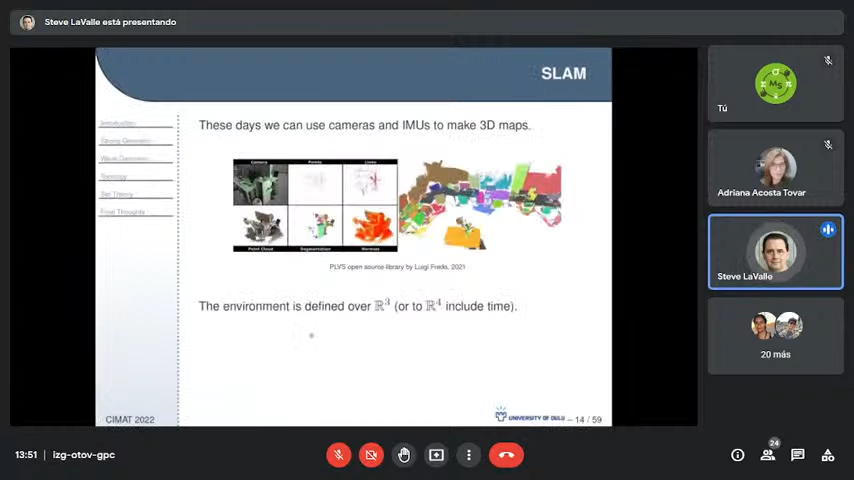 Steve LaValle está presentando
SLAM
Introduction
Strong Geometric
Weak Geometric
Topology
Set Theory
Final Thoughts
These days we can use cameras and IMUs to make 3D maps.
Camera Points Lines
Point Cloud Segmentation Normals
PLVS open source library by Luigi Freda, 2021
The environment is defined over ℝ³ (or to ℝ⁴ include time).
CIMAT 2022
UNIVERSITY OF OULU – 14 / 59
Tú
Adriana Acosta Tovar
Steve LaValle
20 más
13:51 | izg-otov-gpc
24